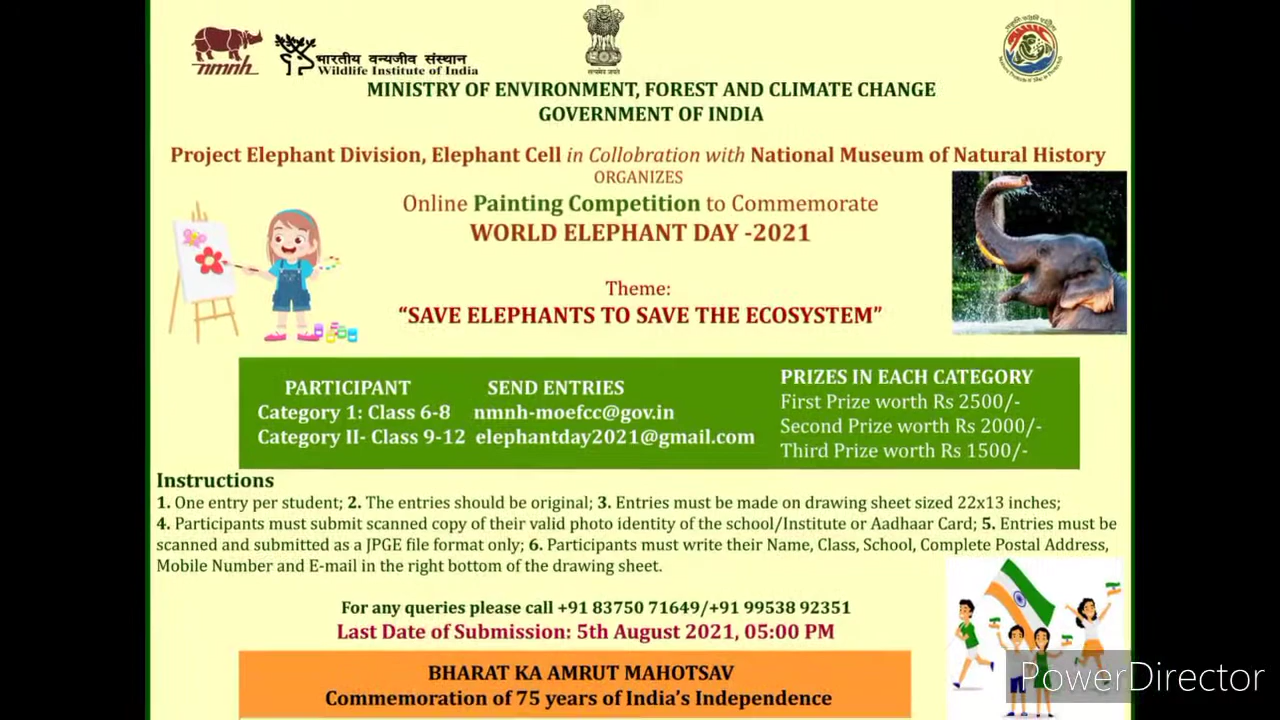 nmnh
भारतीय वन्यजीव संस्थान
Wildlife Institute of India
सत्यमेव जयते
MINISTRY OF ENVIRONMENT, FOREST AND CLIMATE CHANGE
GOVERNMENT OF INDIA
Project Elephant Division, Elephant Cell in Collobration with National Museum of Natural History
ORGANIZES
Online Painting Competition to Commemorate
WORLD ELEPHANT DAY -2021
Theme:
“SAVE ELEPHANTS TO SAVE THE ECOSYSTEM”
PARTICIPANT SEND ENTRIES
Category 1: Class 6-8 nmnh-moefcc@gov.in
Category II- Class 9-12 elephantday2021@gmail.com
PRIZES IN EACH CATEGORY
First Prize worth Rs 2500/-
Second Prize worth Rs 2000/-
Third Prize worth Rs 1500/-
Instructions
1. One entry per student; 2. The entries should be original; 3. Entries must be made on drawing sheet sized 22x13 inches;
4. Participants must submit scanned copy of their valid photo identity of the school/Institute or Aadhaar Card; 5. Entries must be
scanned and submitted as a JPGE file format only; 6. Participants must write their Name, Class, School, Complete Postal Address,
Mobile Number and E-mail in the right bottom of the drawing sheet.
For any queries please call +91 83750 71649/+91 99538 92351
Last Date of Submission: 5th August 2021, 05:00 PM
BHARAT KA AMRUT MAHOTSAV
Commemoration of 75 years of India’s Independence
PowerDirector